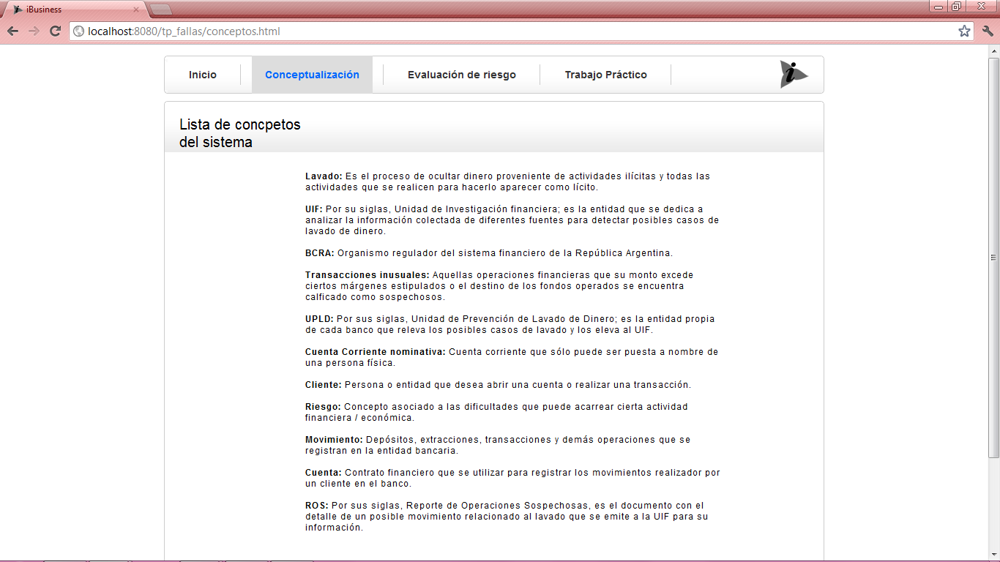 iBusiness
localhost:8080/tp_fallas/conceptos.html
Inicio
Conceptualización
Evaluación de riesgo
Trabajo Práctico
Lista de concpetos
del sistema
Lavado: Es el proceso de ocultar dinero proveniente de actividades ilícitas y todas las
actividades que se realicen para hacerlo aparecer como lícito.
UIF: Por su siglas, Unidad de Investigación financiera; es la entidad que se dedica a
analizar la información colectada de diferentes fuentes para detectar posibles casos de
lavado de dinero.
BCRA: Organismo regulador del sistema financiero de la República Argentina.
Transacciones inusuales: Aquellas operaciones financieras que su monto excede
ciertos márgenes estipulados o el destino de los fondos operados se encuentra
calficado como sospechosos.
UPLD: Por sus siglas, Unidad de Prevención de Lavado de Dinero; es la entidad propia
de cada banco que releva los posibles casos de lavado y los eleva al UIF.
Cuenta Corriente nominativa: Cuenta corriente que sólo puede ser puesta a nombre de
una persona física.
Cliente: Persona o entidad que desea abrir una cuenta o realizar una transacción.
Riesgo: Concepto asociado a las dificultades que puede acarrear cierta actividad
financiera / económica.
Movimiento: Depósitos, extracciones, transacciones y demás operaciones que se
registran en la entidad bancaria.
Cuenta: Contrato financiero que se utilizar para registrar los movimientos realizador por
un cliente en el banco.
ROS: Por sus siglas, Reporte de Operaciones Sospechosas, es el documento con el
detalle de un posible movimiento relacionado al lavado que se emite a la UIF para su
información.